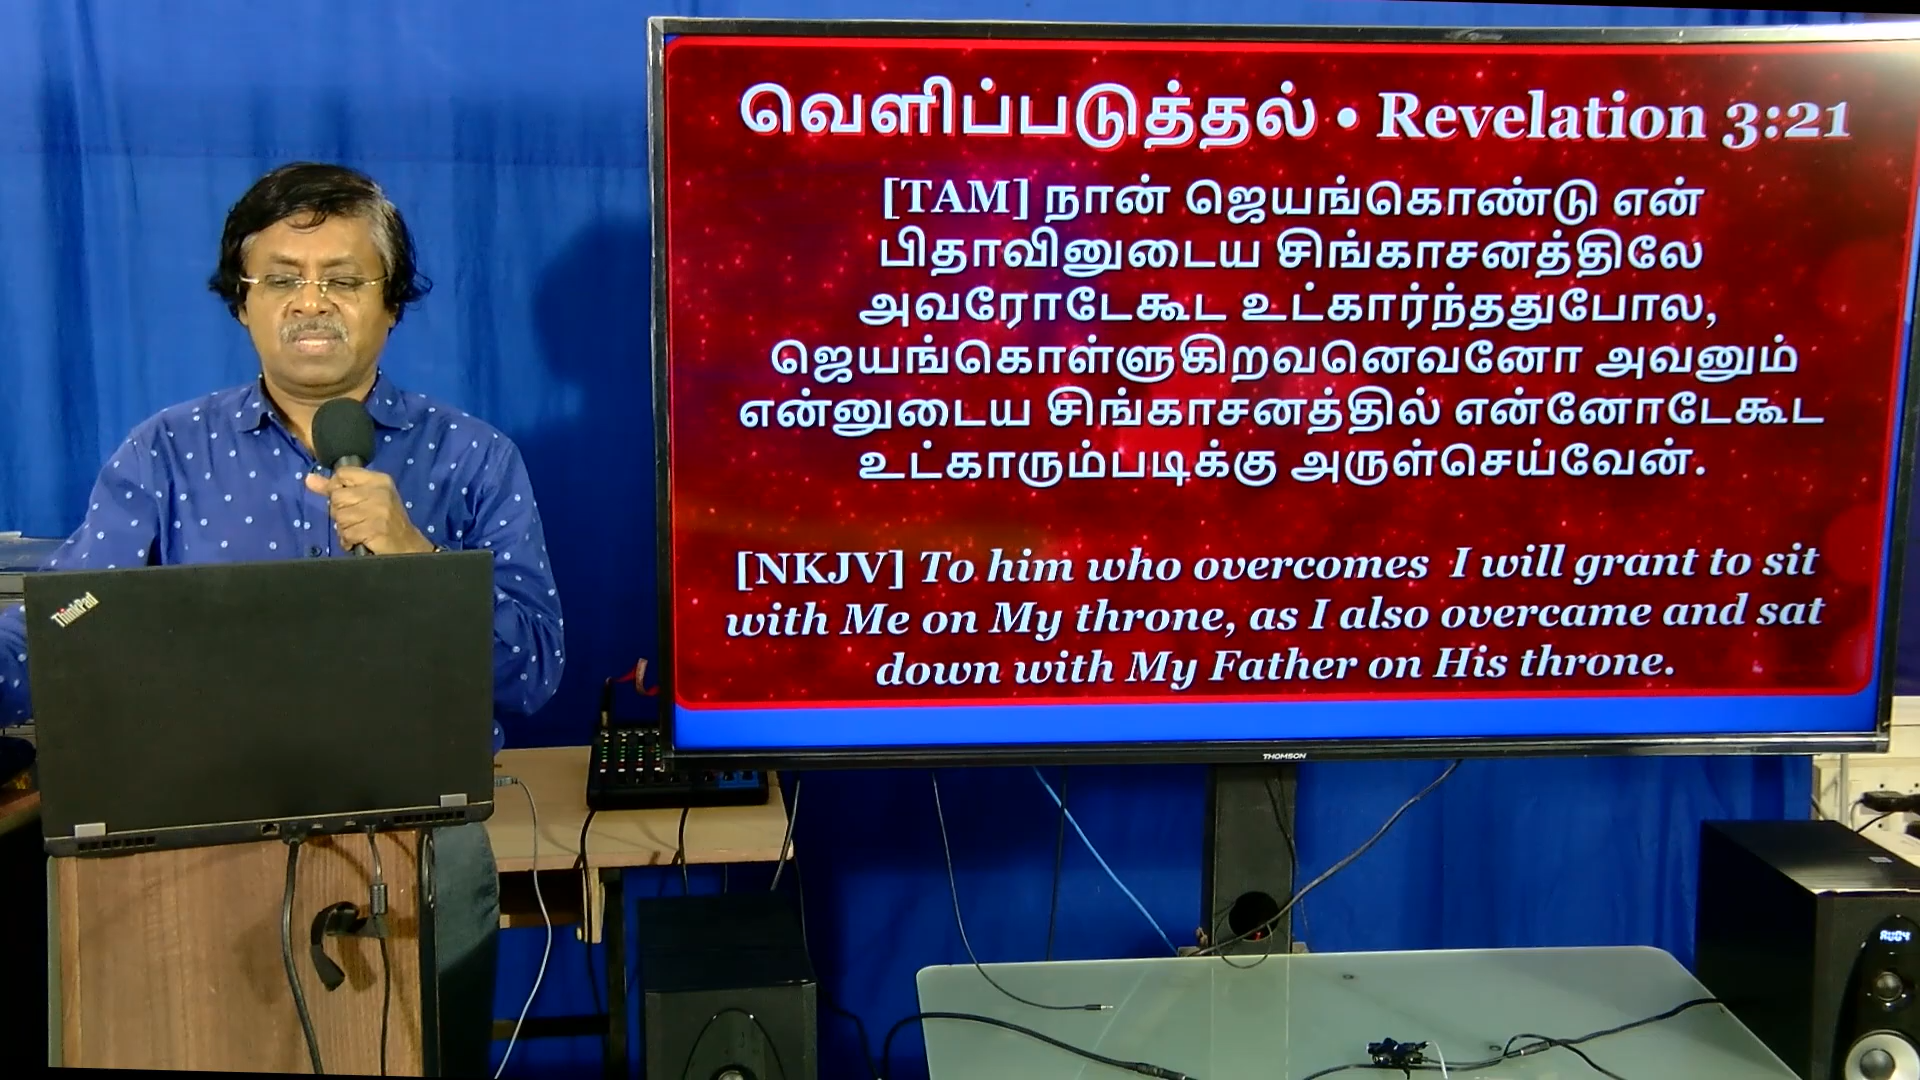 வெளிப்படுத்தல் • Revelation 3:21
[TAM] நான் ஜெயங்கொண்டு என்
பிதாவினுடைய சிங்காசனத்திலே
அவரோடேகூட உட்கார்ந்ததுபோல,
ஜெயங்கொள்ளுகிறவனெவனோ அவனும்
என்னுடைய சிங்காசனத்தில் என்னோடேகூட
உட்காரும்படிக்கு அருள்செய்வேன்.
[NKJV] To him who overcomes I will grant to sit
with Me on My throne, as I also overcame and sat
down with My Father on His throne.
THOMSON
ThinkPad